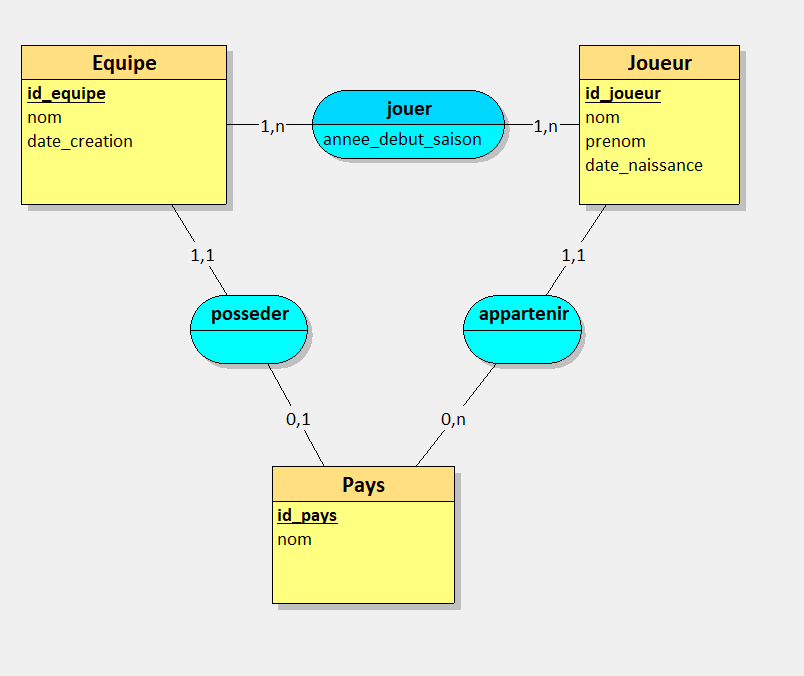 Equipe
id_equipe
nom
date_creation
1,n
jouer
annee_debut_saison
1,n
Joueur
id_joueur
nom
prenom
date_naissance
1,1
1,1
posseder
appartenir
0,1
0,n
Pays
id_pays
nom